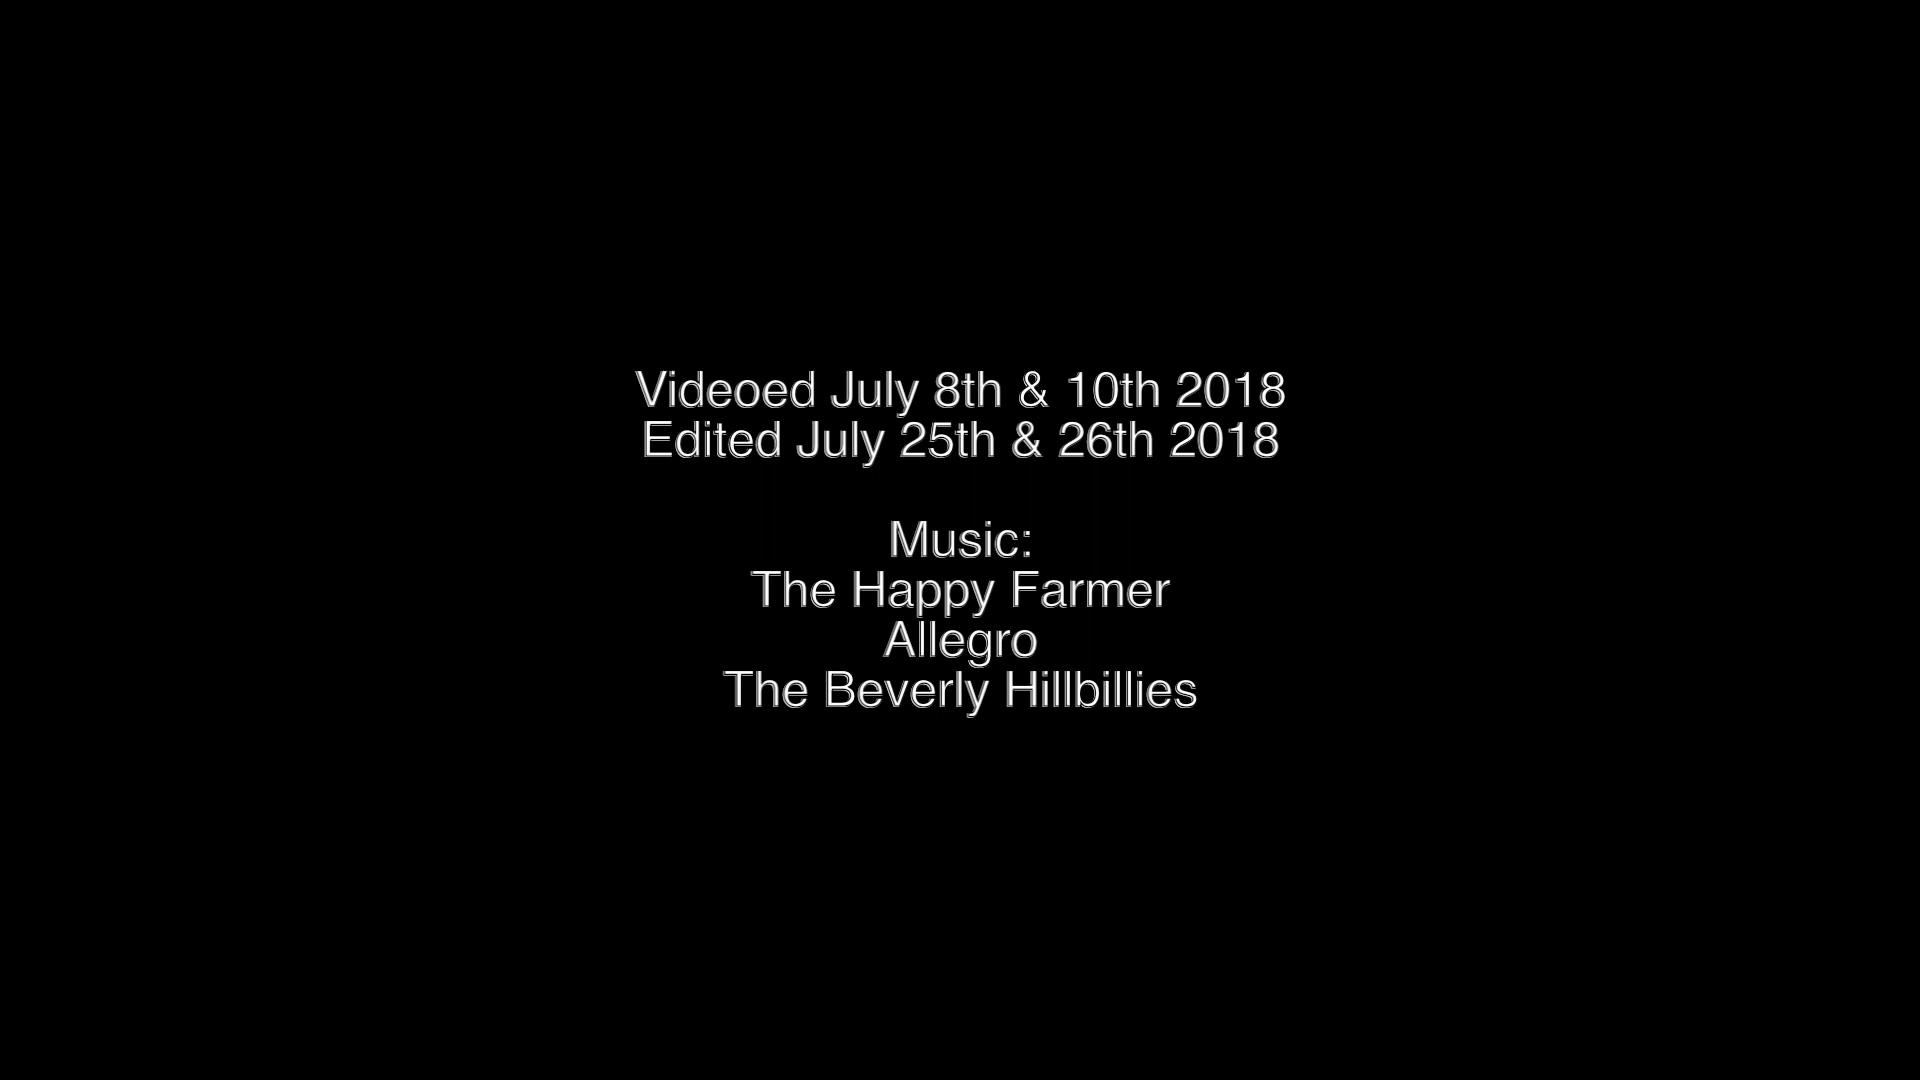 Videoed July 8th & 10th 2018
Edited July 25th & 26th 2018
Music:
The Happy Farmer
Allegro
The Beverly Hillbillies